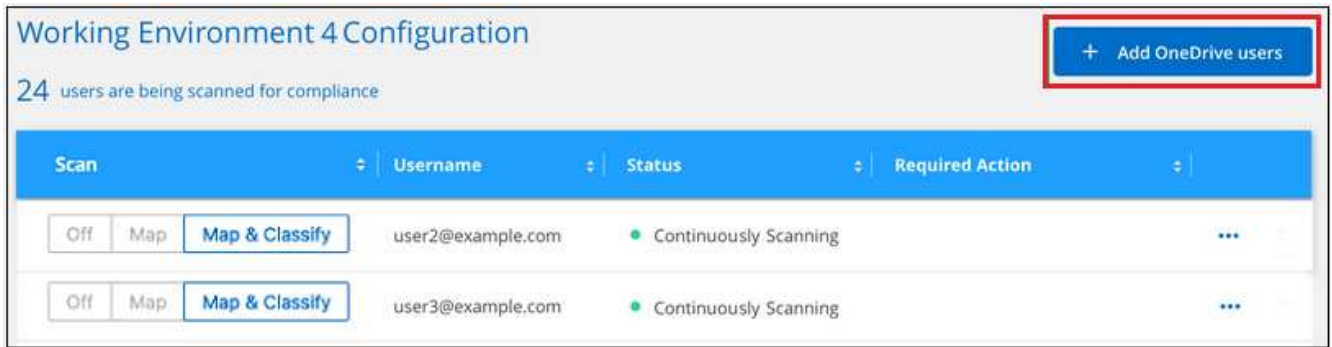 Working Environment 4 Configuration
+ Add OneDrive users
24 users are being scanned for compliance
Scan Username Status Required Action
Off Map Map & Classify user2@example.com Continuously Scanning •••
Off Map Map & Classify user3@example.com Continuously Scanning •••